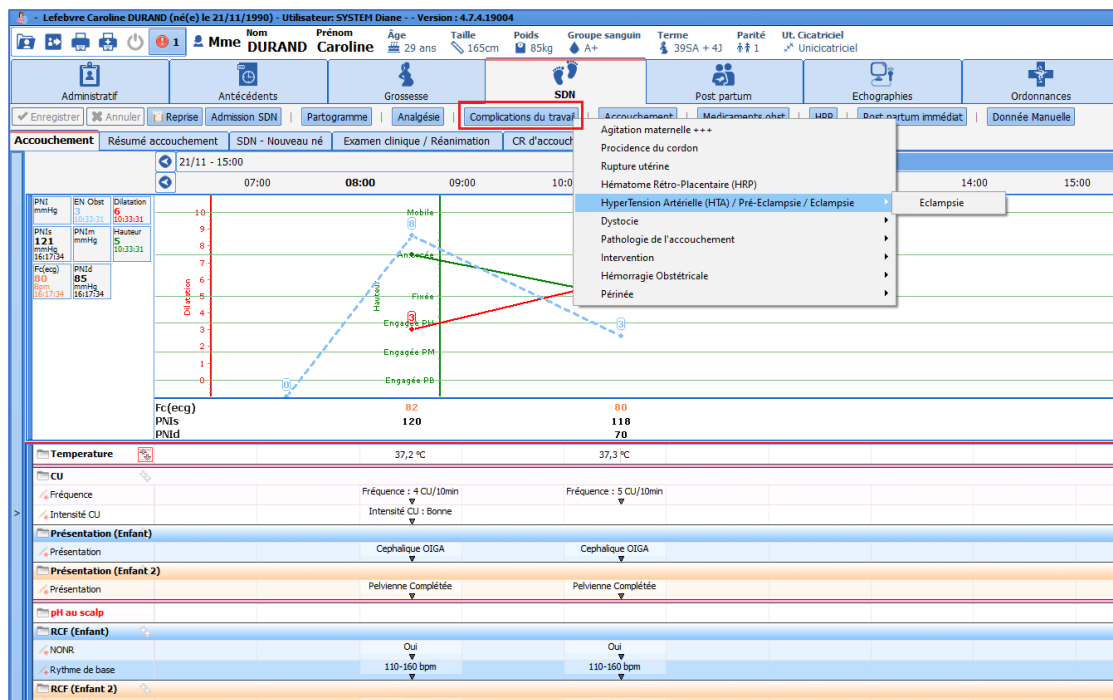 - Lefebvre Caroline DURAND (né(e) le 21/11/1990) - Utilisateur: SYSTEM Diane - - Version : 4.7.4.19004
1 Mme Nom DURAND Prénom Caroline Âge 29 ans Taille 165cm Poids 85kg Groupe sanguin A+ Terme 39SA + 4J Parité 1 Ut. Cicatriciel Unicicatriciel
Administratif Antécédents Grossesse SDN Post partum Echographies Ordonnances
Enregistrer Annuler Reprise Admission SDN | Partogramme | Analgésie | Complications du travail | Accouchement | Medicaments obst | HPP | Post partum immédiat | Donnée Manuelle
Accouchement Résumé accouchement SDN - Nouveau né Examen clinique / Réanimation CR d'accouch
Agitation maternelle +++
Procidence du cordon
Rupture utérine
Hématome Rétro-Placentaire (HRP)
HyperTension Artérielle (HTA) / Pré-Eclampsie / Eclampsie
Eclampsie
Dystocie
Pathologie de l'accouchement
Intervention
Hémorragie Obstétricale
Périnée
21/11 - 15:00
07:00 08:00 09:00 10:0 14:00 15:00
PNI mmHg
EN Obst 3 10:33:31
Dilatation 6 10:33:31
PNIs 121 mmHg 16:17:34
PNIm mmHg
Hauteur 5 10:33:31
Fc(ecg) 80 Bpm 16:17:34
PNId 85 mmHg 16:17:34
Dilatation
10
9
8
7
6
5
4
3
2
1
0
Hauteur
Mobile
Amorcée
Fixée
Engagée PH
Engagée PM
Engagée PB
0
8
3
3
Fc(ecg) 82 80
PNIs 120 118
PNId 70
Temperature 37,2 °C 37,3 °C
CU
Fréquence Fréquence : 4 CU/10min Fréquence : 5 CU/10min
Intensité CU Intensité CU : Bonne
Présentation (Enfant)
Présentation Cephalique OIGA Cephalique OIGA
Présentation (Enfant 2)
Présentation Pelvienne Complétée Pelvienne Complétée
pH au scalp
RCF (Enfant)
NONR Oui Oui
Rythme de base 110-160 bpm 110-160 bpm
RCF (Enfant 2)
>